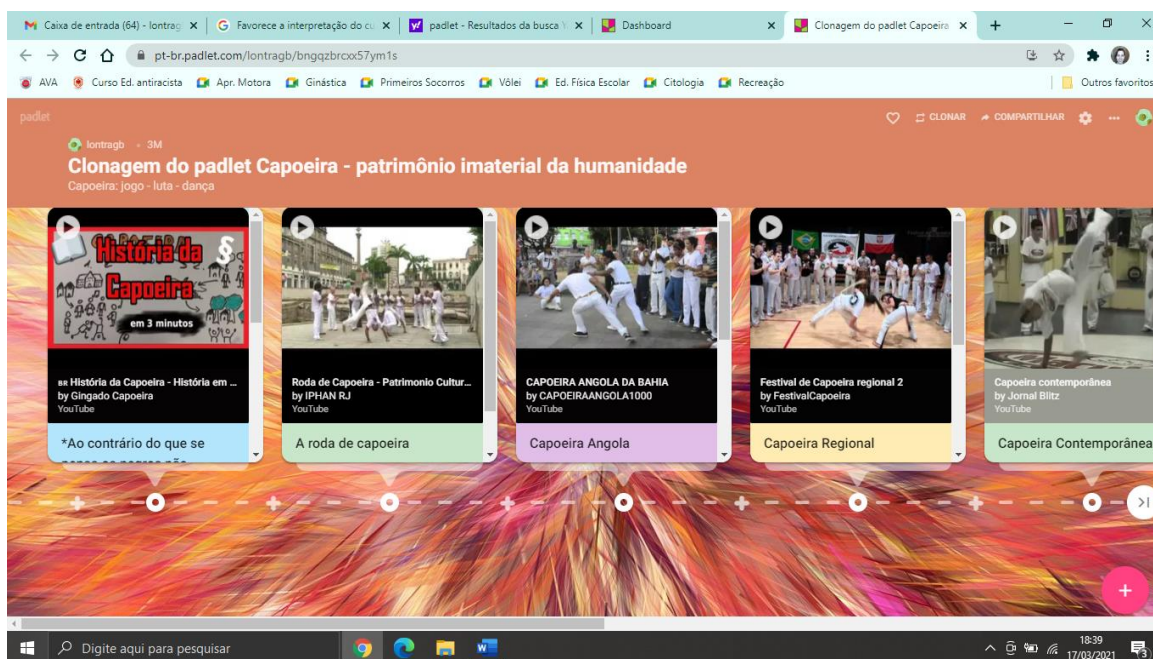 Caixa de entrada (64) - lontrag
Favorece a interpretação do cu
padlet - Resultados da busca Y
Dashboard
Clonagem do padlet Capoeira
pt-br.padlet.com/lontragb/bngqzbrcxx57ym1s
AVA
Curso Ed. antiracista
Apr. Motora
Ginástica
Primeiros Socorros
Vôlei
Ed. Física Escolar
Citologia
Recreação
Outros favoritos
padlet
CLONAR
COMPARTILHAR
lontragb • 3M
Clonagem do padlet Capoeira - patrimônio imaterial da humanidade
Capoeira: jogo - luta - dança
História da
Capoeira
em 3 minutos
BR História da Capoeira - História em ...
by Gingado Capoeira
YouTube
*Ao contrário do que se
pensa os negros não
Roda de Capoeira - Patrimonio Cultur...
by IPHAN RJ
YouTube
A roda de capoeira
CAPOEIRA ANGOLA DA BAHIA
by CAPOEIRAANGOLA1000
YouTube
Capoeira Angola
Festival de Capoeira regional 2
by FestivalCapoeira
YouTube
Capoeira Regional
Capoeira contemporânea
by Jornal Blitz
YouTube
Capoeira Contemporânea
Digite aqui para pesquisar
18:39
17/03/2021
3